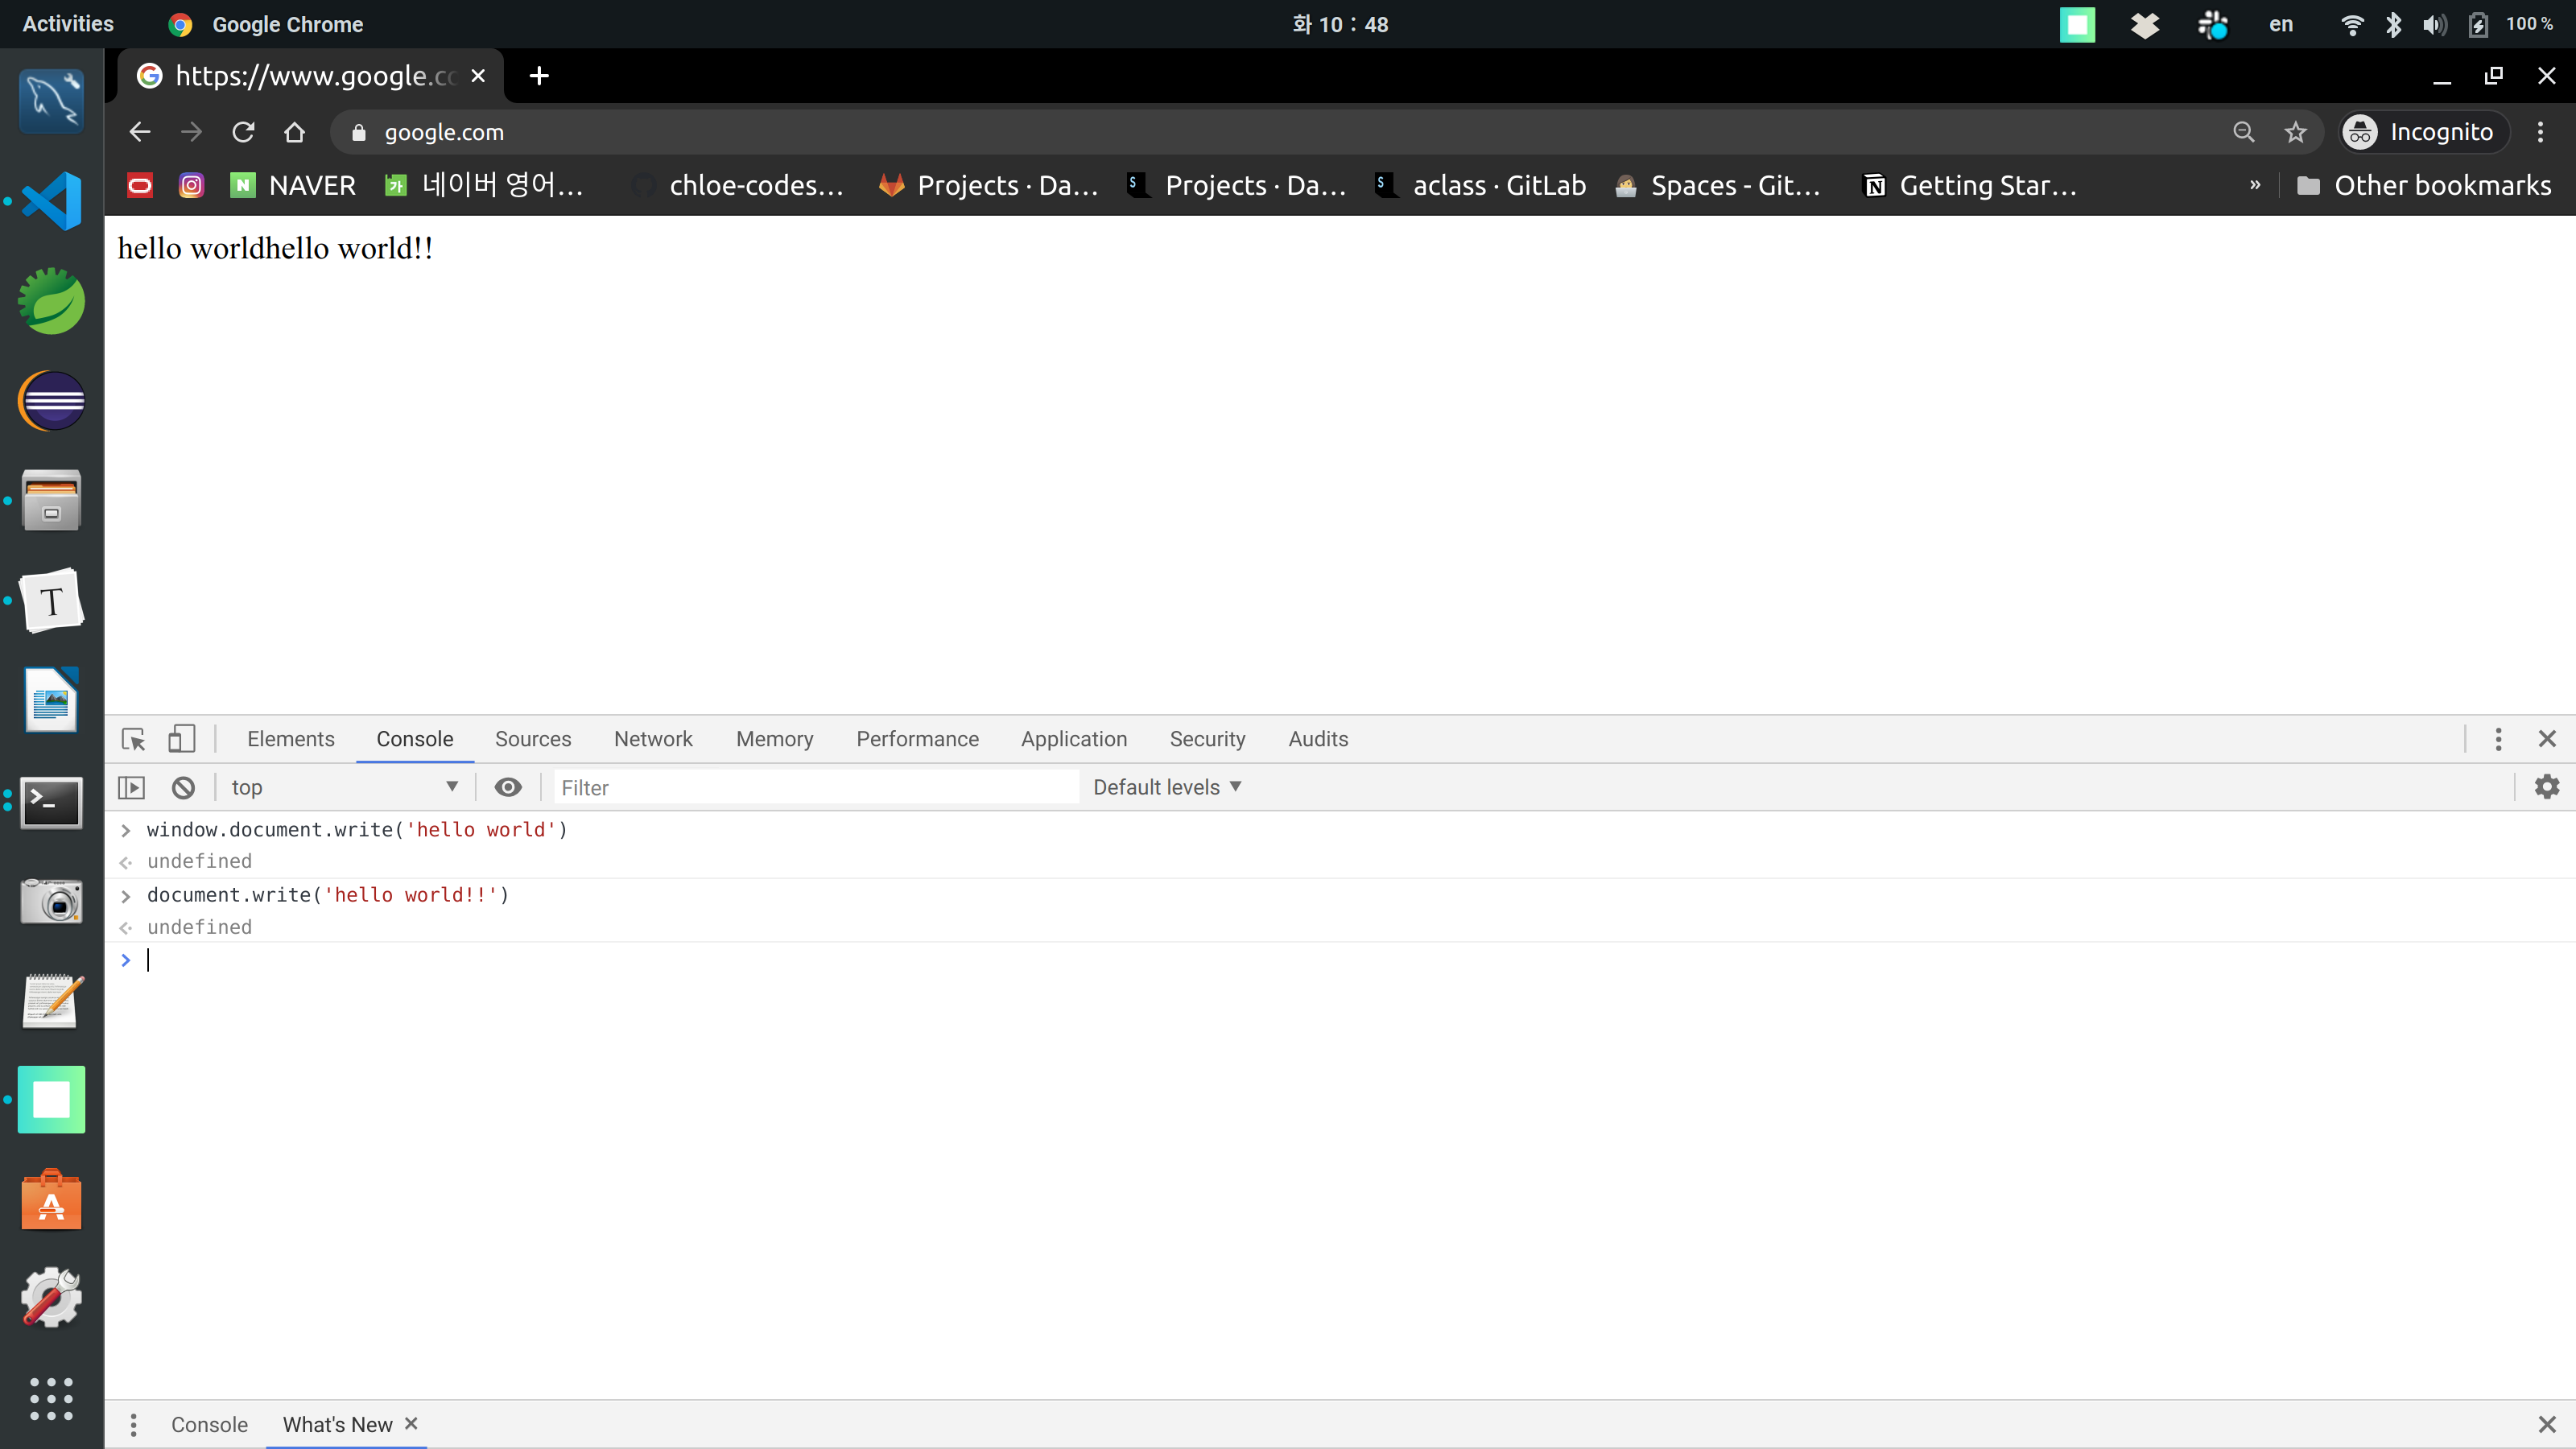 Activities Google Chrome 화 10 : 48 en 100 %
https://www.google.co
google.com Incognito
NAVER 네이버 영어… chloe-codes… Projects · Da… Projects · Da… aclass · GitLab Spaces - Git… Getting Star… » Other bookmarks
hello worldhello world!!
Elements Console Sources Network Memory Performance Application Security Audits
top Filter Default levels
window.document.write('hello world')
undefined
document.write('hello world!!')
undefined
Console What's New